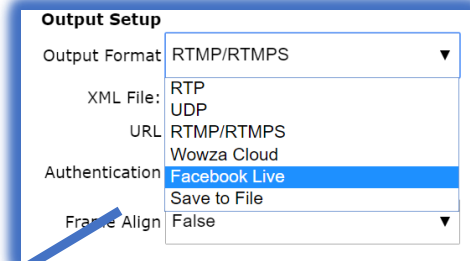 Output Setup
Output Format RTMP/RTMPS
XML File: RTP
UDP
URL RTMP/RTMPS
Wowza Cloud
Authentication Facebook Live
Save to File
Frame Align False